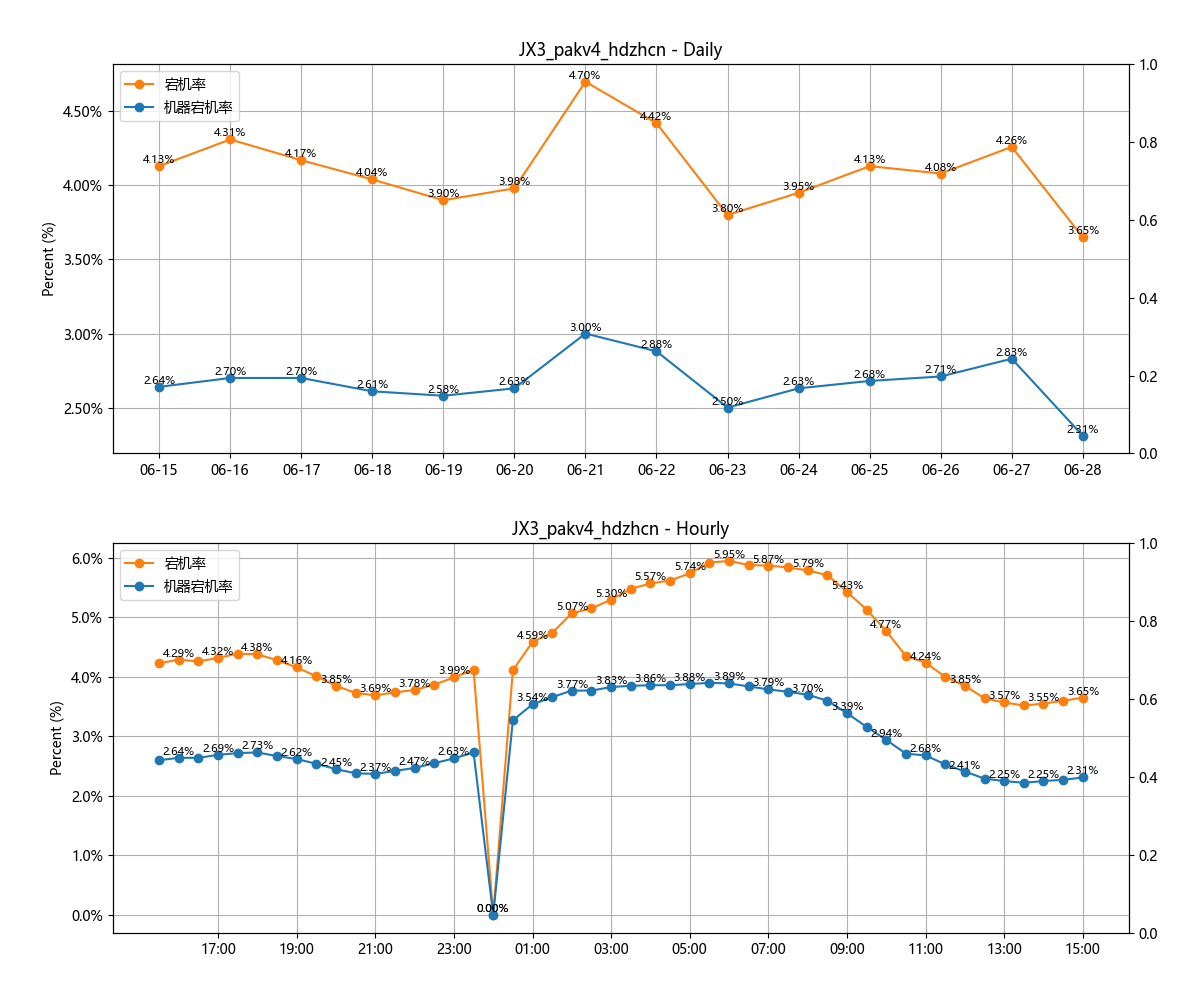 JX3_pakv4_hdzhcn - Daily
宕机率
机器宕机率
Percent (%)
4.50%
4.00%
3.50%
3.00%
2.50%
1.0
0.8
0.6
0.4
0.2
0.0
4.13% 4.31% 4.17% 4.04% 3.90% 3.98% 4.70% 4.42% 3.80% 3.95% 4.13% 4.08% 4.26% 3.65%
2.64% 2.70% 2.70% 2.61% 2.58% 2.63% 3.00% 2.88% 2.50% 2.63% 2.68% 2.71% 2.83% 2.31%
06-15 06-16 06-17 06-18 06-19 06-20 06-21 06-22 06-23 06-24 06-25 06-26 06-27 06-28
JX3_pakv4_hdzhcn - Hourly
宕机率
机器宕机率
Percent (%)
6.0%
5.0%
4.0%
3.0%
2.0%
1.0%
0.0%
1.0
0.8
0.6
0.4
0.2
0.0
4.29% 4.32% 4.38% 4.16% 3.85% 3.69% 3.78% 3.99% 0.00% 4.59% 5.07% 5.30% 5.57% 5.74% 5.95% 5.87% 5.79% 5.43% 4.77% 4.24% 3.85% 3.57% 3.55% 3.65%
2.64% 2.69% 2.73% 2.62% 2.45% 2.37% 2.47% 2.63% 0.00% 3.54% 3.77% 3.83% 3.86% 3.88% 3.89% 3.79% 3.70% 3.39% 2.94% 2.68% 2.41% 2.25% 2.25% 2.31%
17:00 19:00 21:00 23:00 01:00 03:00 05:00 07:00 09:00 11:00 13:00 15:00